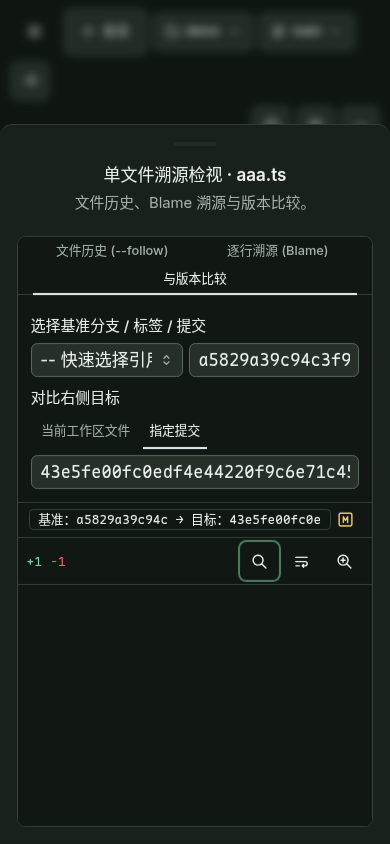 单文件溯源检视 · aaa.ts
文件历史、Blame 溯源与版本比较。
文件历史 (--follow) 逐行溯源 (Blame)
与版本比较
选择基准分支 / 标签 / 提交
-- 快速选择引 a5829a39c94c3f9
对比右侧目标
当前工作区文件 指定提交
43e5fe00fc0edf4e44220f9c6e71c4
基准: a5829a39c94c → 目标: 43e5fe00fc0e M
+1 -1